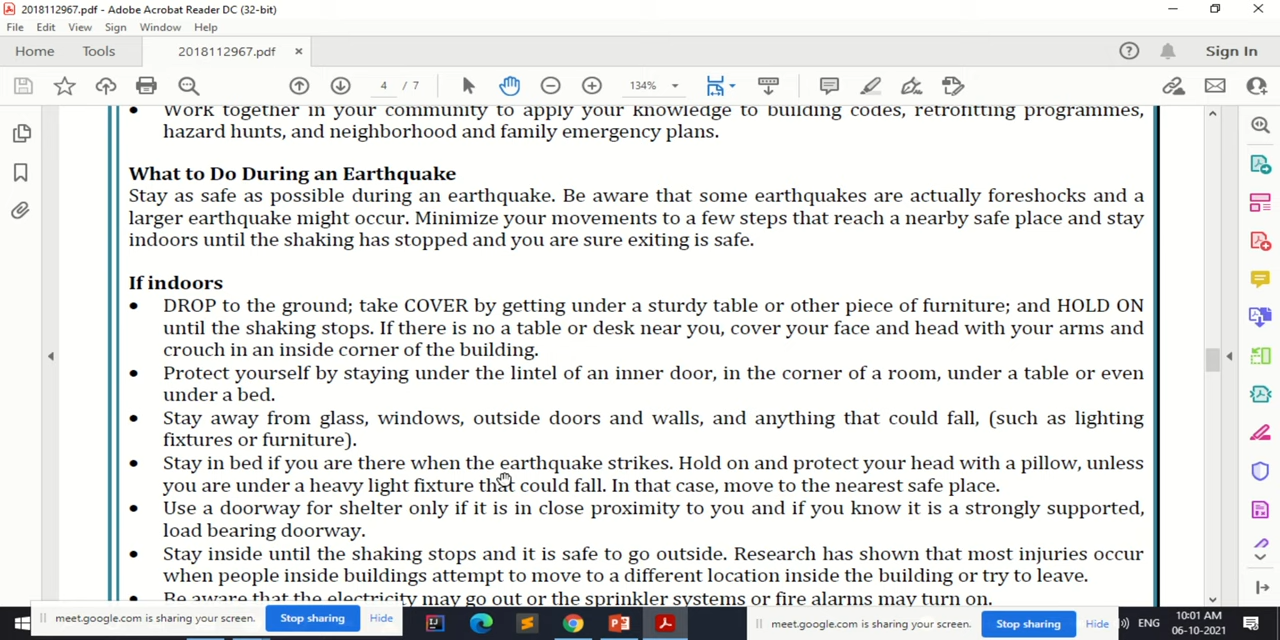 2018112967.pdf - Adobe Acrobat Reader DC (32-bit)
File Edit View Sign Window Help
Home Tools 2018112967.pdf × Sign In
4 / 7 134%
• Work together in your community to apply your knowledge to building codes, retrofitting programmes,
hazard hunts, and neighborhood and family emergency plans.
What to Do During an Earthquake
Stay as safe as possible during an earthquake. Be aware that some earthquakes are actually foreshocks and a
larger earthquake might occur. Minimize your movements to a few steps that reach a nearby safe place and stay
indoors until the shaking has stopped and you are sure exiting is safe.
If indoors
• DROP to the ground; take COVER by getting under a sturdy table or other piece of furniture; and HOLD ON
until the shaking stops. If there is no a table or desk near you, cover your face and head with your arms and
crouch in an inside corner of the building.
• Protect yourself by staying under the lintel of an inner door, in the corner of a room, under a table or even
under a bed.
• Stay away from glass, windows, outside doors and walls, and anything that could fall, (such as lighting
fixtures or furniture).
• Stay in bed if you are there when the earthquake strikes. Hold on and protect your head with a pillow, unless
you are under a heavy light fixture that could fall. In that case, move to the nearest safe place.
• Use a doorway for shelter only if it is in close proximity to you and if you know it is a strongly supported,
load bearing doorway.
• Stay inside until the shaking stops and it is safe to go outside. Research has shown that most injuries occur
when people inside buildings attempt to move to a different location inside the building or try to leave.
• Be aware that the electricity may go out or the sprinkler systems or fire alarms may turn on.
meet.google.com is sharing your screen. Stop sharing Hide
meet.google.com is sharing your screen. Stop sharing Hide
ENG 10:01 AM
06-10-2021